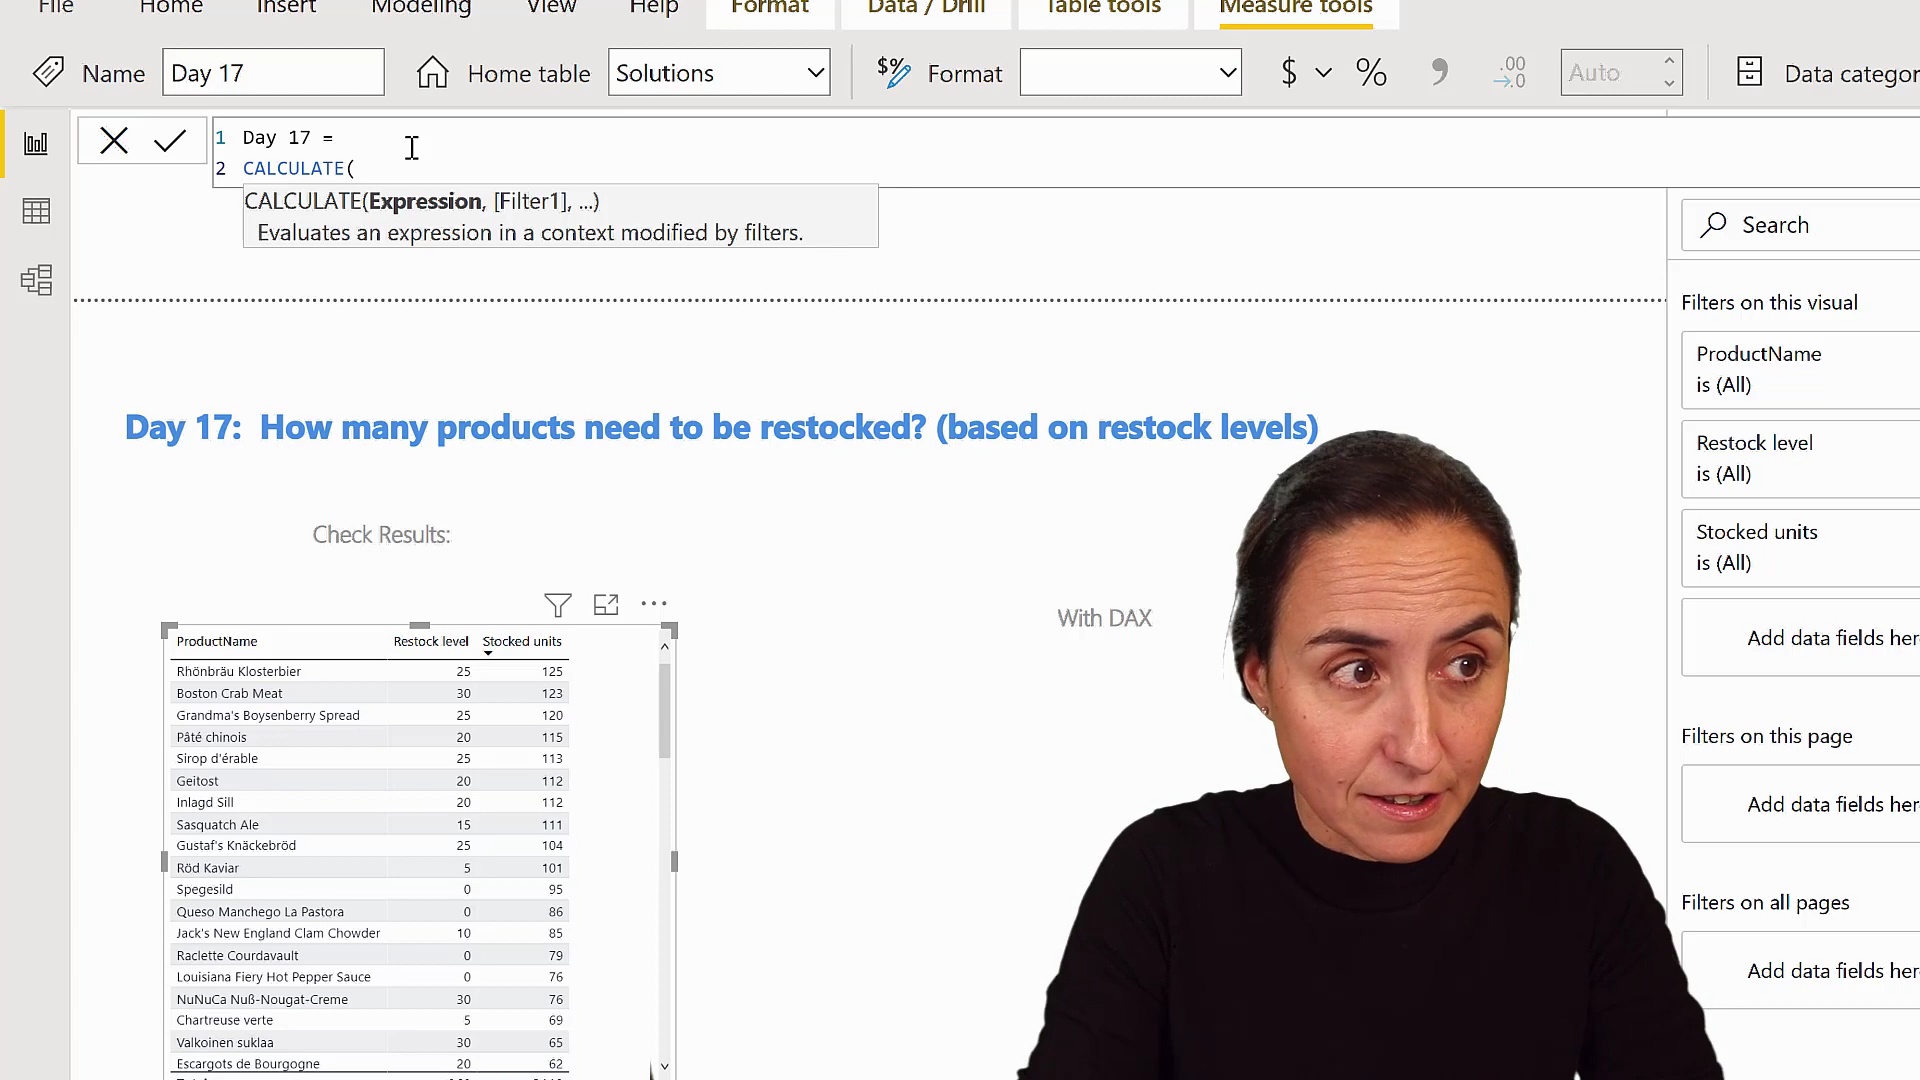 File Home Insert Modeling View Help Format Data / Drill Table tools Measure tools
Name Day 17 Home table Solutions Format $ % .00 →.0 Auto Data categor
1 Day 17 =
2 CALCULATE(
CALCULATE(Expression, [Filter1], ...)
Evaluates an expression in a context modified by filters.
Search
Filters on this visual
ProductName
is (All)
Restock level
is (All)
Stocked units
is (All)
Add data fields her
Filters on this page
Add data fields her
Filters on all pages
Add data fields her
Day 17: How many products need to be restocked? (based on restock levels)
Check Results:
With DAX
ProductName Restock level Stocked units
Rhönbräu Klosterbier 25 125
Boston Crab Meat 30 123
Grandma's Boysenberry Spread 25 120
Pâté chinois 20 115
Sirop d'érable 25 113
Geitost 20 112
Inlagd Sill 20 112
Sasquatch Ale 15 111
Gustaf's Knäckebröd 25 104
Röd Kaviar 5 101
Spegesild 0 95
Queso Manchego La Pastora 0 86
Jack's New England Clam Chowder 10 85
Raclette Courdavault 0 79
Louisiana Fiery Hot Pepper Sauce 0 76
NuNuCa Nuß-Nougat-Creme 30 76
Chartreuse verte 5 69
Valkoinen suklaa 30 65
Escargots de Bourgogne 20 62